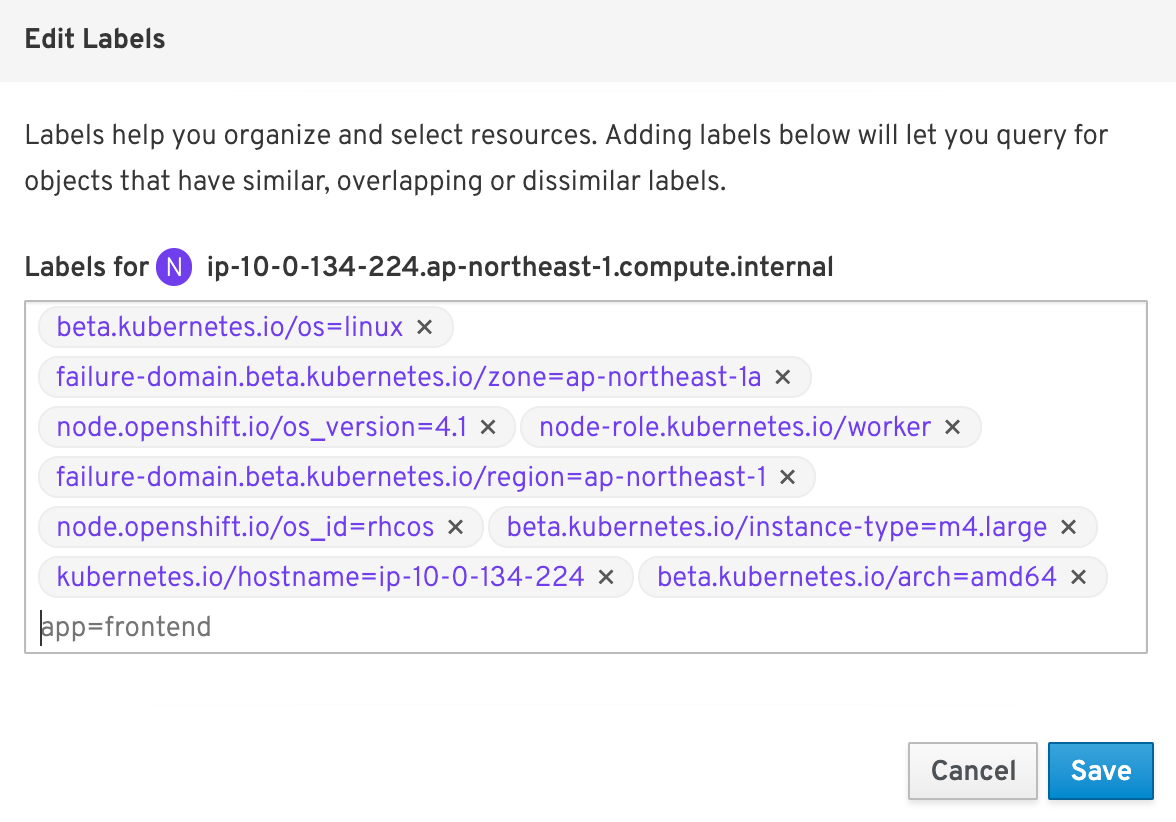 Edit Labels
Labels help you organize and select resources. Adding labels below will let you query for
objects that have similar, overlapping or dissimilar labels.
Labels for N ip-10-0-134-224.ap-northeast-1.compute.internal
beta.kubernetes.io/os=linux ×
failure-domain.beta.kubernetes.io/zone=ap-northeast-1a ×
node.openshift.io/os_version=4.1 × node-role.kubernetes.io/worker ×
failure-domain.beta.kubernetes.io/region=ap-northeast-1 ×
node.openshift.io/os_id=rhcos × beta.kubernetes.io/instance-type=m4.large ×
kubernetes.io/hostname=ip-10-0-134-224 × beta.kubernetes.io/arch=amd64 ×
app=frontend
Cancel Save